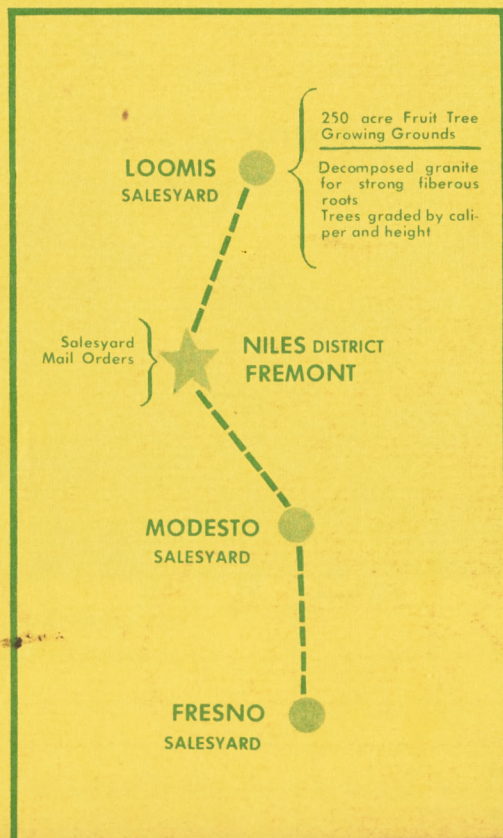 LOOMIS
SALESYARD
250 acre Fruit Tree
Growing Grounds
Decomposed granite
for strong fiberous
roots
Trees graded by cali-
per and height
Salesyard
Mail Orders
NILES DISTRICT
FREMONT
MODESTO
SALESYARD
FRESNO
SALESYARD